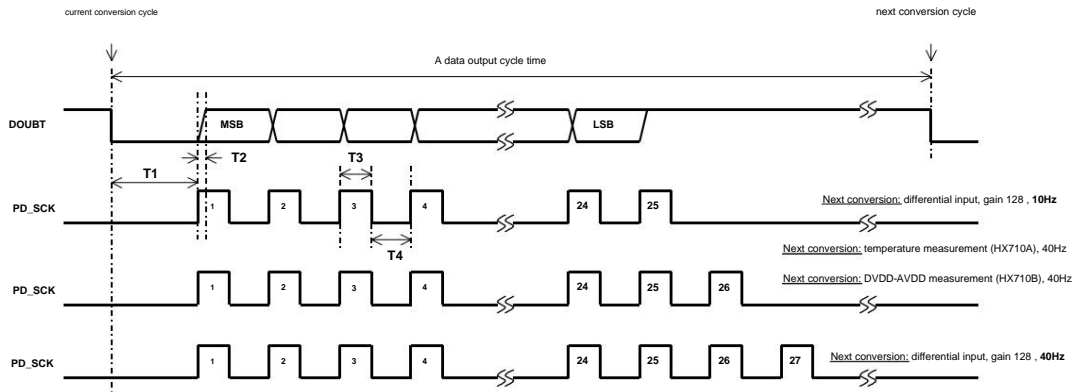 current conversion cycle
next conversion cycle
A data output cycle time
DOUBT
MSB
LSB
T2
T3
T1
PD_SCK
1
2
3
4
24
25
Next conversion: differential input, gain 128 , 10Hz
T4
Next conversion: temperature measurement (HX710A), 40Hz
Next conversion: DVDD-AVDD measurement (HX710B), 40Hz
PD_SCK
1
2
3
4
24
25
26
PD_SCK
1
2
3
4
24
25
26
27
Next conversion: differential input, gain 128 , 40Hz